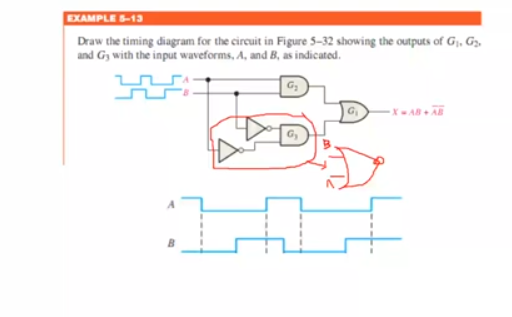 EXAMPLE 5–13
Draw the timing diagram for the circuit in Figure 5–32 showing the outputs of G₁, G₂,
and G₃ with the input waveforms, A, and B, as indicated.
A
B
G₂
G₁
X = AB + A̅B̅
G₃
B
A
A
B